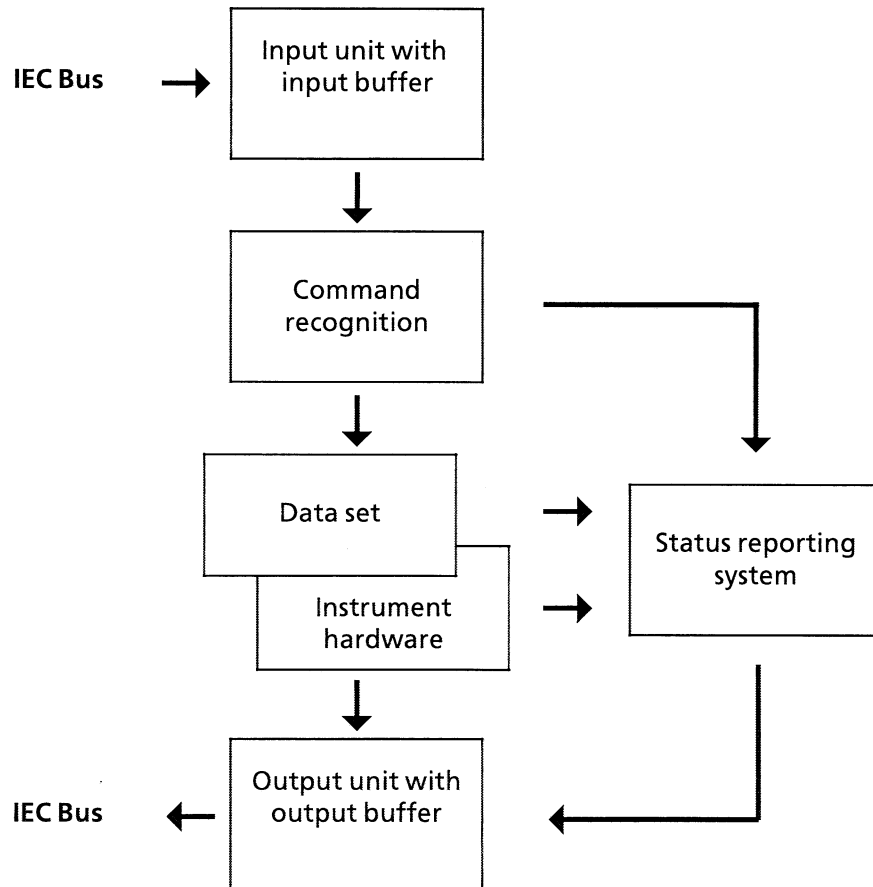 Input unit with
input buffer
IEC Bus
Command
recognition
Data set
Instrument
hardware
Status reporting
system
Output unit with
output buffer
IEC Bus